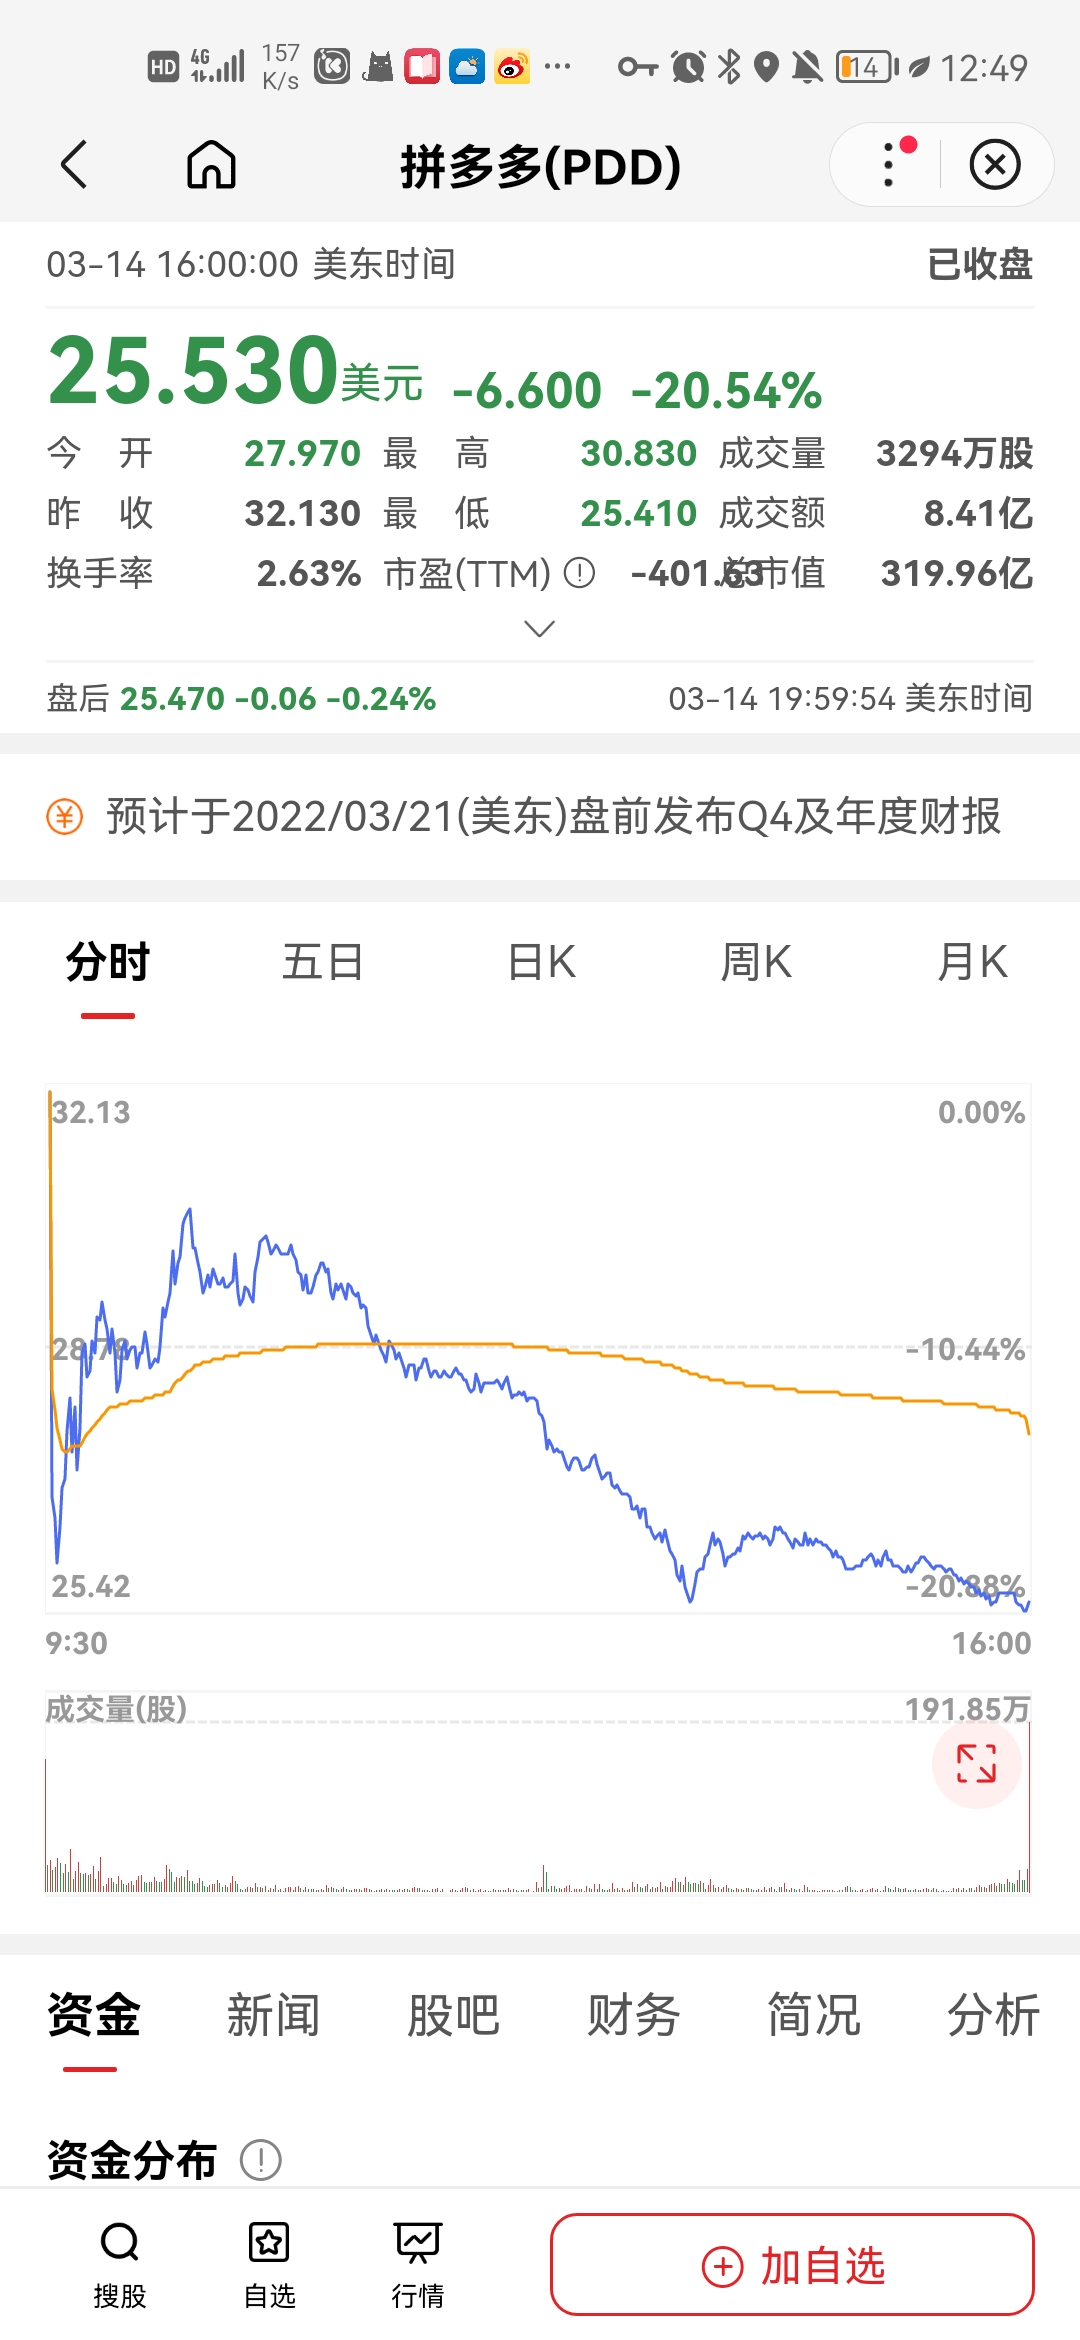 HD 4G 157 K/s 14 12:49
拼多多(PDD)
03-14 16:00:00 美东时间 已收盘
25.530美元 -6.600 -20.54%
今 开 27.970 最 高 30.830 成交量 3294万股
昨 收 32.130 最 低 25.410 成交额 8.41亿
换手率 2.63% 市盈(TTM) -401.63 总市值 319.96亿
盘后 25.470 -0.06 -0.24% 03-14 19:59:54 美东时间
预计于2022/03/21(美东)盘前发布Q4及年度财报
分时 五日 日K 周K 月K
32.13 0.00%
28.78 -10.44%
25.42 -20.88%
9:30 16:00
成交量(股) 191.85万
资金 新闻 股吧 财务 简况 分析
资金分布
搜股 自选 行情 加自选